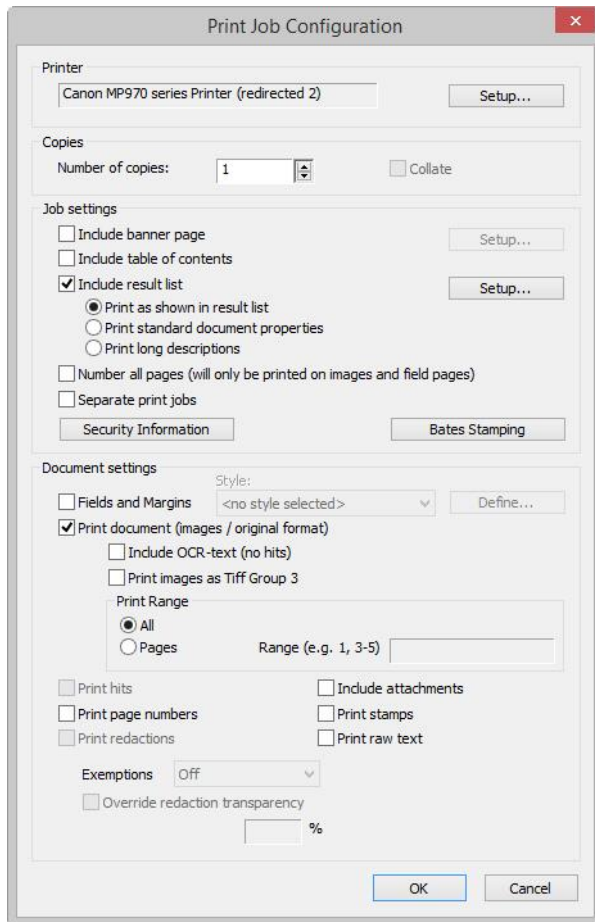 Print Job Configuration
Printer
Canon MP970 series Printer (redirected 2)
Setup...
Copies
Number of copies:
1
Collate
Job settings
Include banner page
Setup...
Include table of contents
Include result list
Setup...
Print as shown in result list
Print standard document properties
Print long descriptions
Number all pages (will only be printed on images and field pages)
Separate print jobs
Security Information
Bates Stamping
Document settings
Style:
Fields and Margins
<no style selected>
Define...
Print document (images / original format)
Include OCR-text (no hits)
Print images as Tiff Group 3
Print Range
All
Pages
Range (e.g. 1, 3-5)
Print hits
Include attachments
Print page numbers
Print stamps
Print redactions
Print raw text
Exemptions
Off
Override redaction transparency
%
OK
Cancel